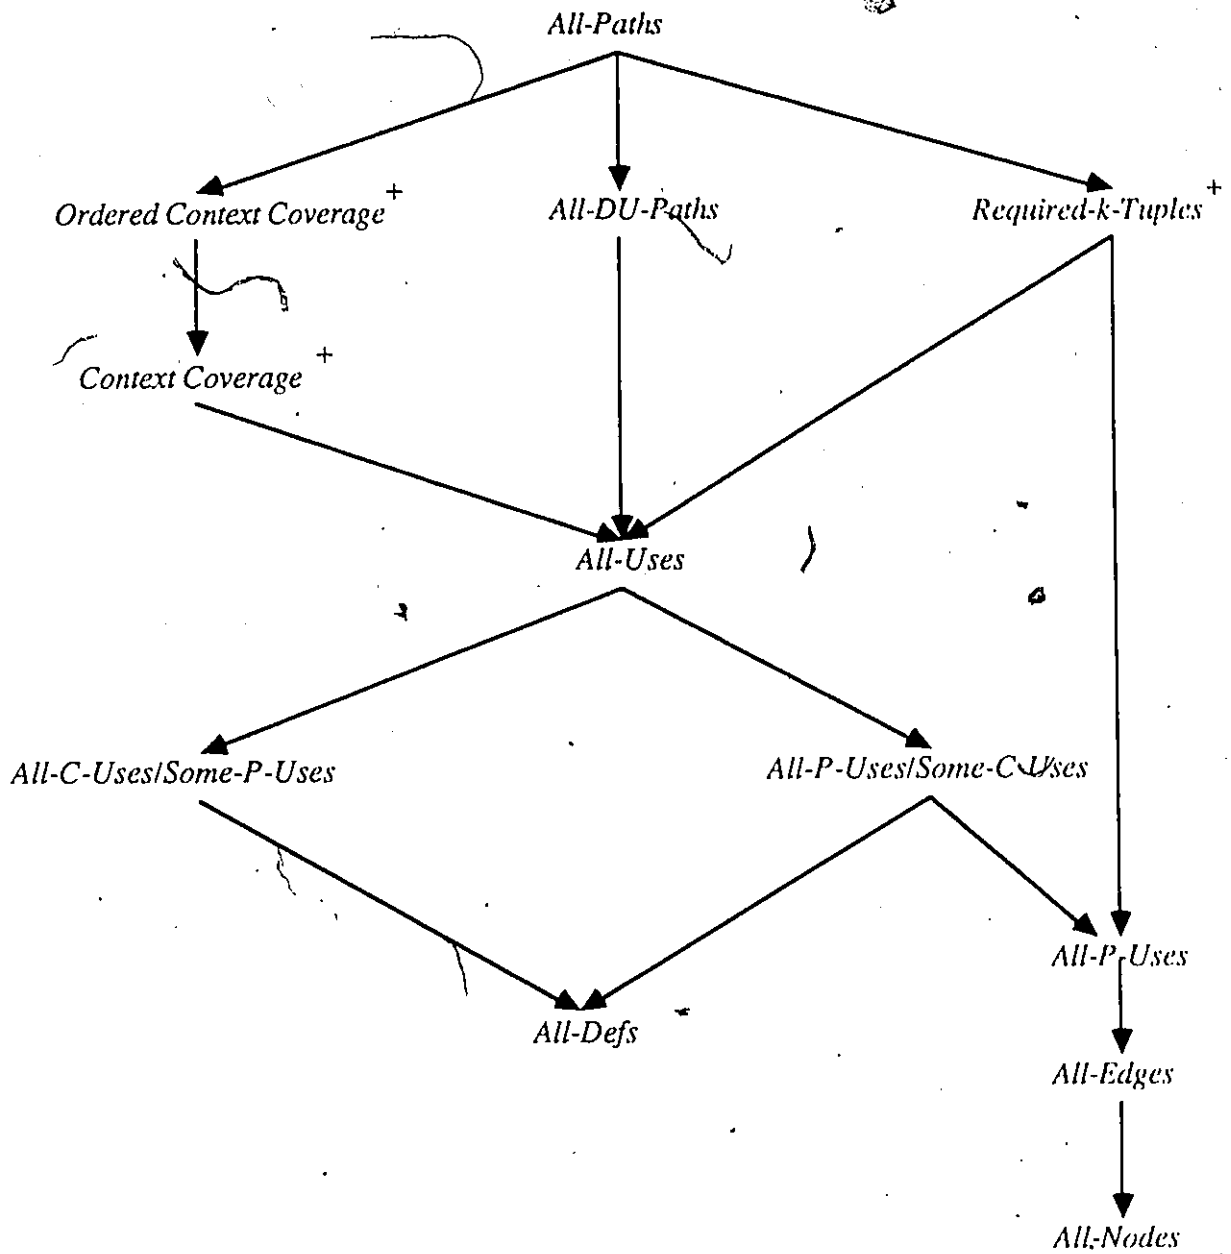 All-Paths
Ordered Context Coverage +
All-DU-Paths
Required-k-Tuples +
Context Coverage +
All-Uses
All-C-Uses/Some-P-Uses
All-P-Uses/Some-C-Uses
All-P-Uses
All-Defs
All-Edges
All-Nodes